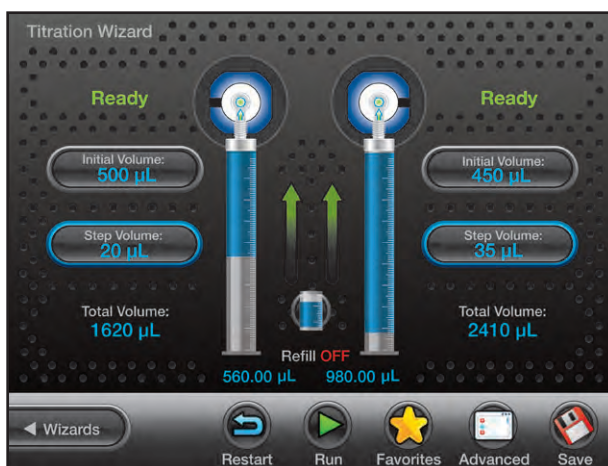 Titration Wizard
Ready
Initial Volume:
500 µL
Step Volume:
20 µL
Total Volume:
1620 µL
Ready
Initial Volume:
450 µL
Step Volume:
35 µL
Total Volume:
2410 µL
Refill OFF
560.00 µL 980.00 µL
Wizards
Restart
Run
Favorites
Advanced
Save